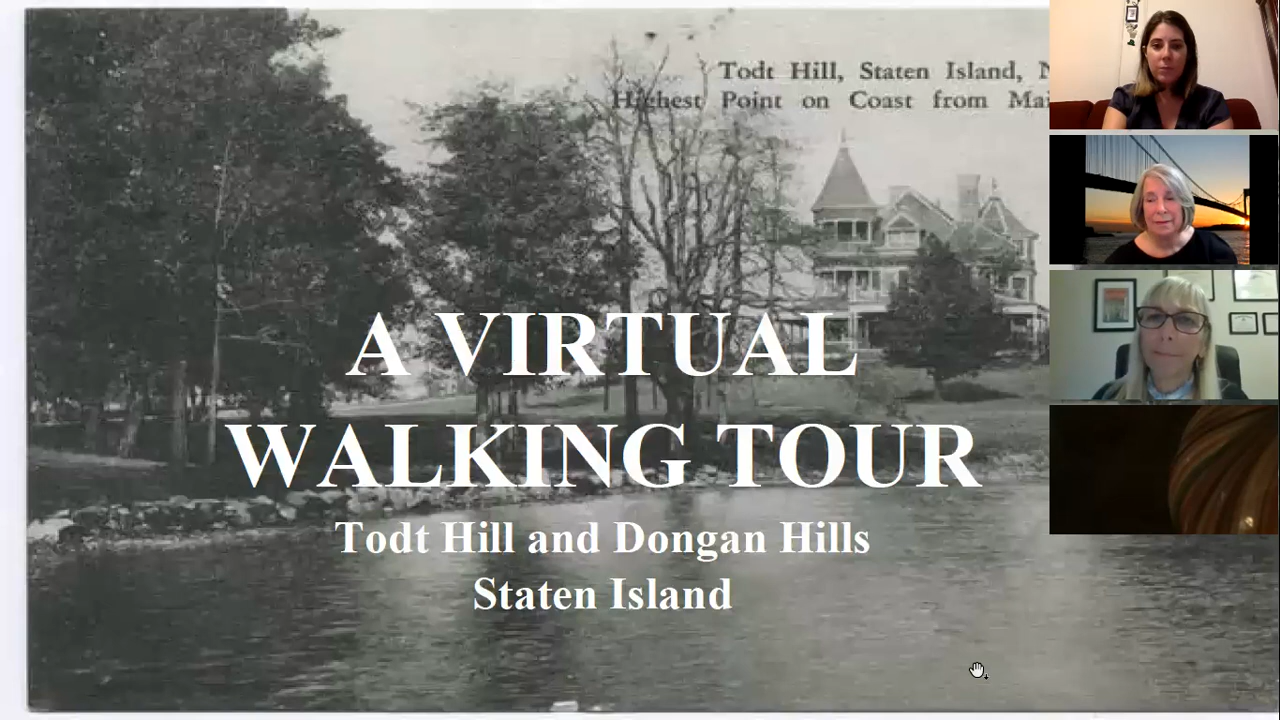 Todt Hill, Staten Island,
Highest Point on Coast from
A VIRTUAL
WALKING TOUR
Todt Hill and Dongan Hills
Staten Island